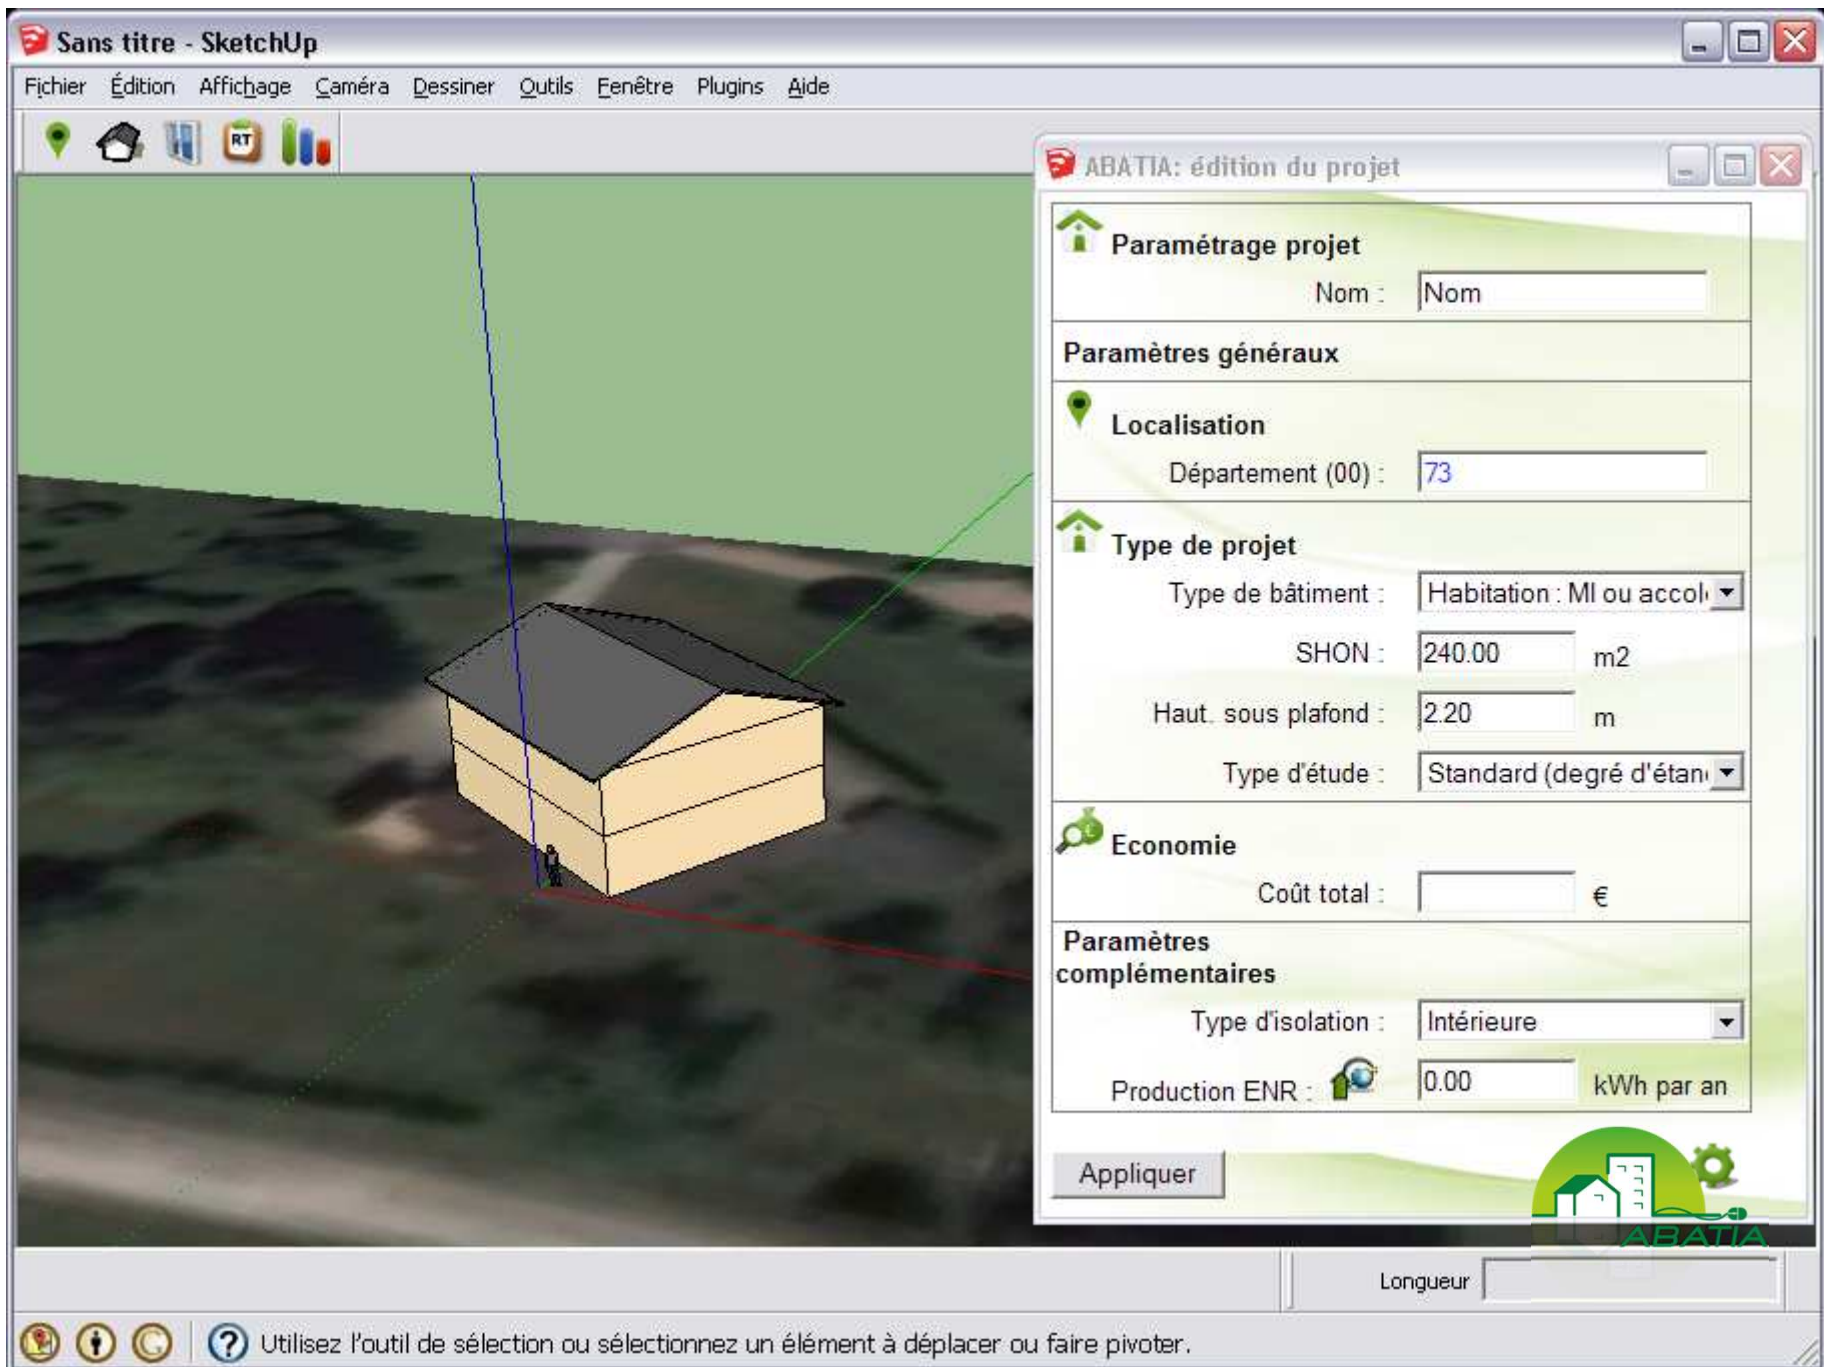 Sans titre - SketchUp
Fichier Édition Affichage Caméra Dessiner Outils Fenêtre Plugins Aide
RT
ABATIA: édition du projet
Paramétrage projet
Nom : Nom
Paramètres généraux
Localisation
Département (00) : 73
Type de projet
Type de bâtiment : Habitation : MI ou accol
SHON : 240.00 m2
Haut. sous plafond : 2.20 m
Type d'étude : Standard (degré d'étan
Economie
Coût total : €
Paramètres
complémentaires
Type d'isolation : Intérieure
Production ENR : 0.00 kWh par an
Appliquer
ABATIA
Longueur
Utilisez l'outil de sélection ou sélectionnez un élément à déplacer ou faire pivoter.